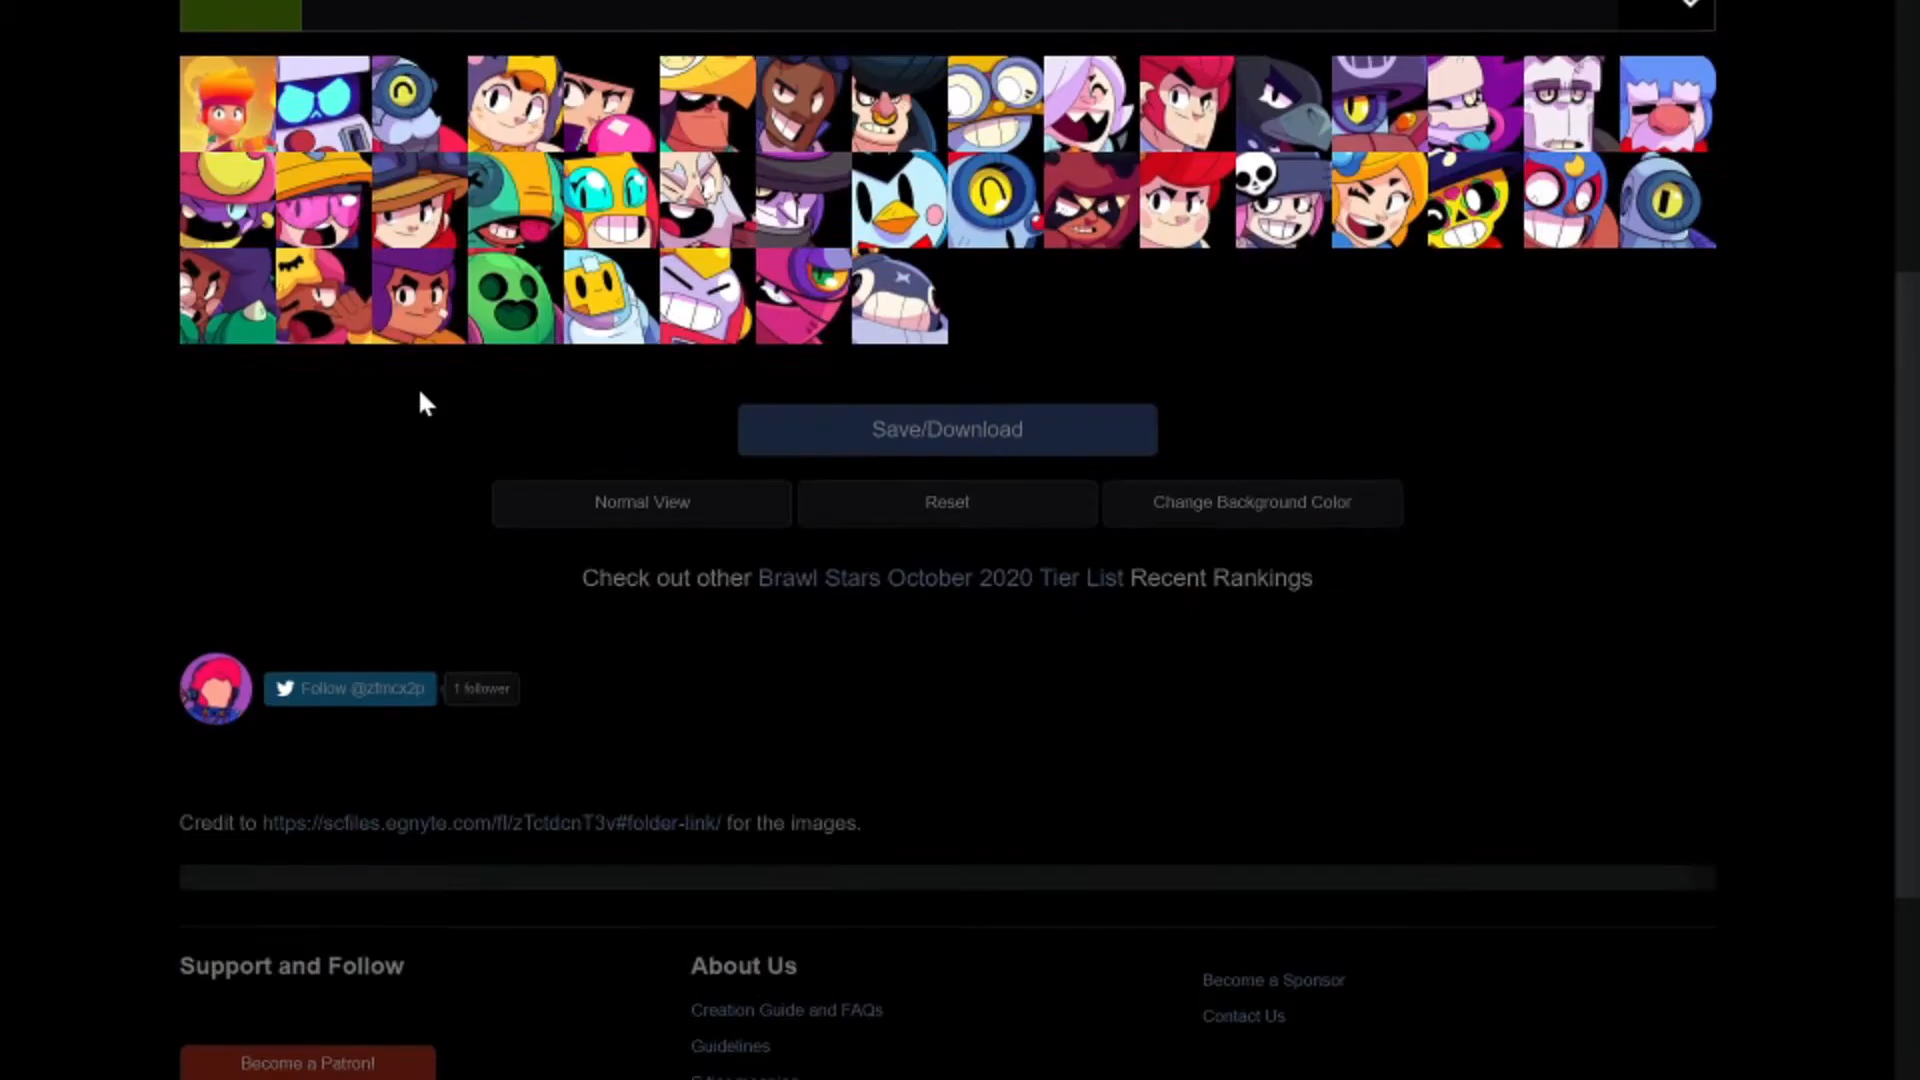 Save/Download
Normal View
Reset
Change Background Color
Check out other Brawl Stars October 2020 Tier List Recent Rankings
Follow @zfmcx2p
1 follower
Credit to https://scfiles.egnyte.com/fl/zTctdcnT3v#folder-link/ for the images.
Support and Follow
About Us
Become a Sponsor
Creation Guide and FAQs
Contact Us
Guidelines
Become a Patron!